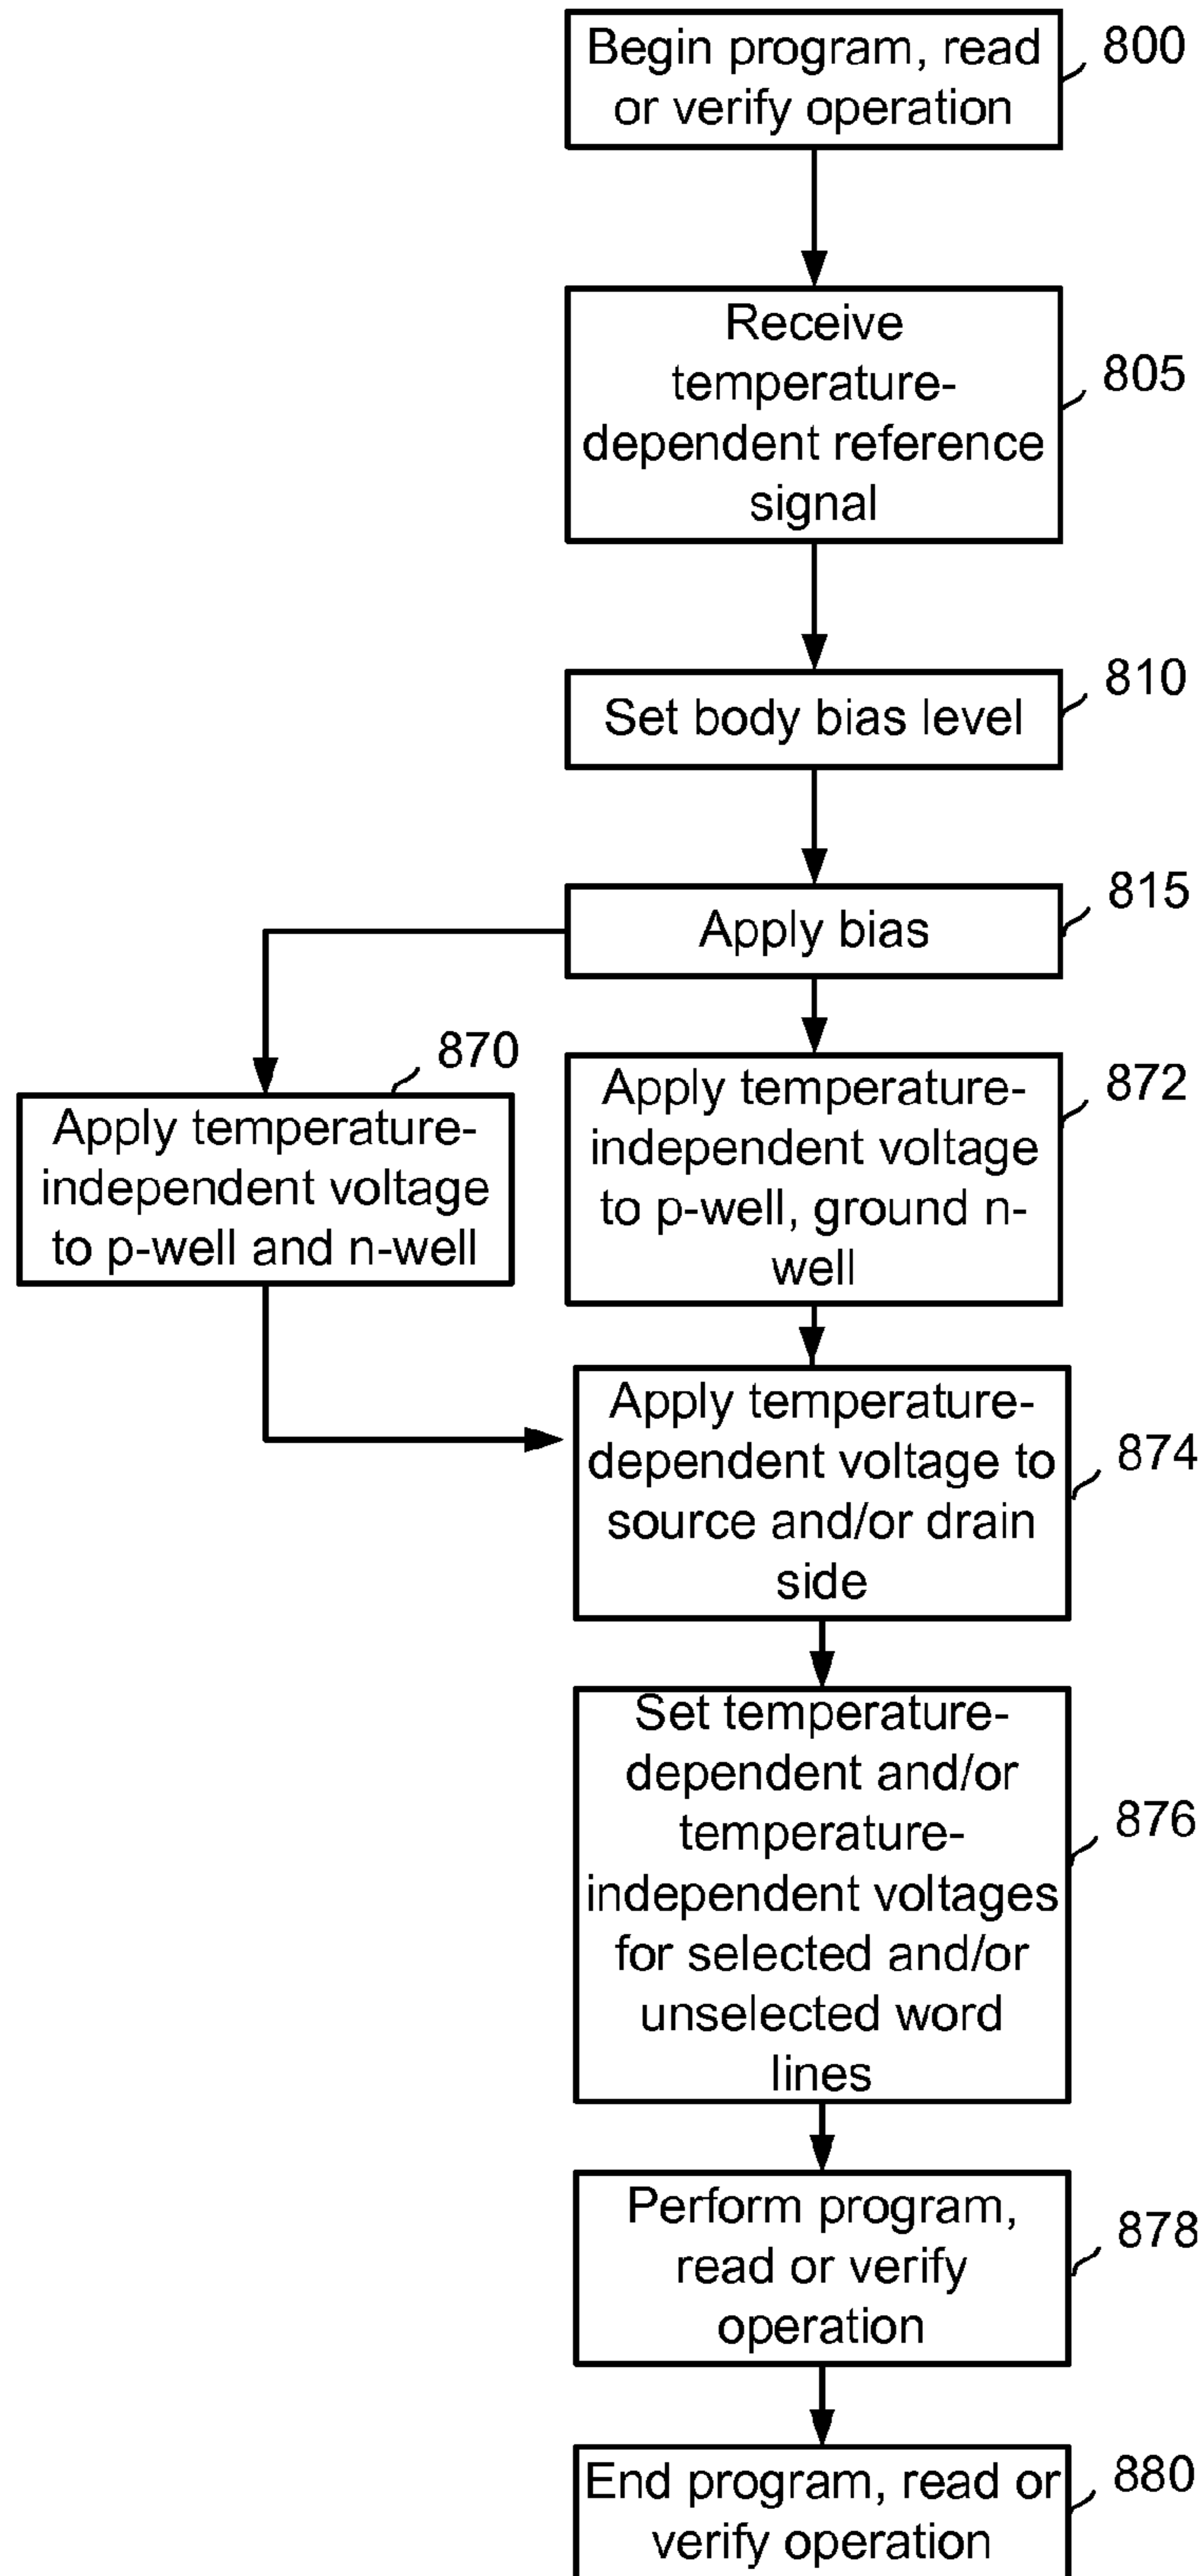 Begin program, read
or verify operation
800
Receive
temperature-
dependent reference
signal
805
Set body bias level
810
Apply bias
815
870
Apply temperature-
independent voltage
to p-well and n-well
Apply temperature-
independent voltage
to p-well, ground n-
well
872
Apply temperature-
dependent voltage to
source and/or drain
side
874
Set temperature-
dependent and/or
temperature-
independent voltages
for selected and/or
unselected word
lines
876
Perform program,
read or verify
operation
878
End program, read or
verify operation
880